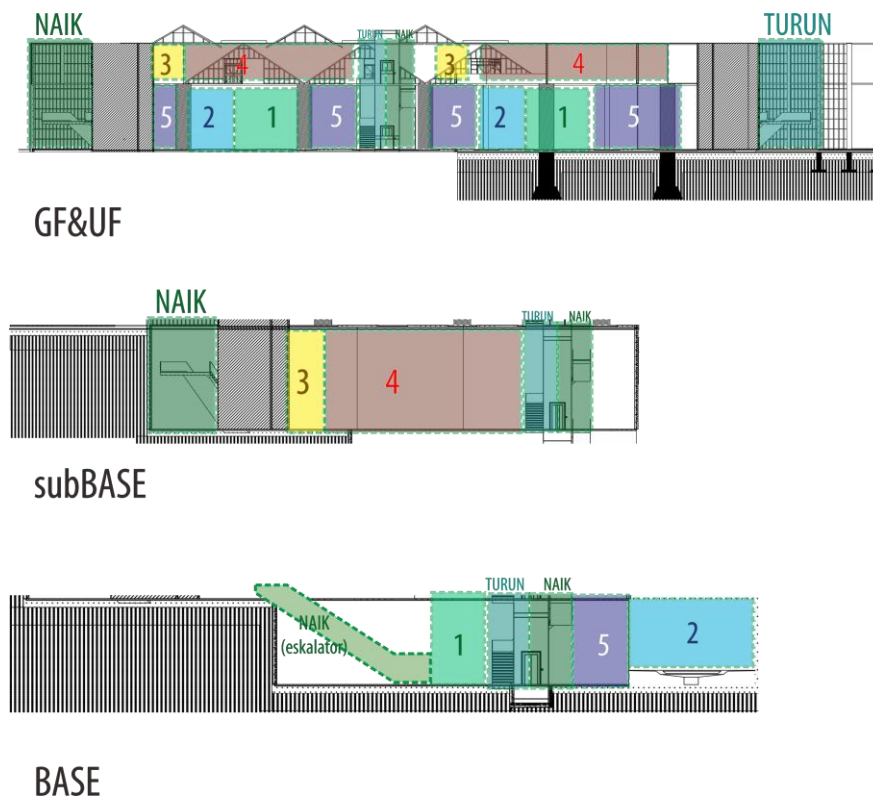 NAIK
TURUN
TURUN NAIK
3 4 3 4
5 2 1 5 5 2 1 5
GF&UF
NAIK
TURUN NAIK
3 4
subBASE
TURUN NAIK
NAIK
(eskalator)
1 5 2
BASE